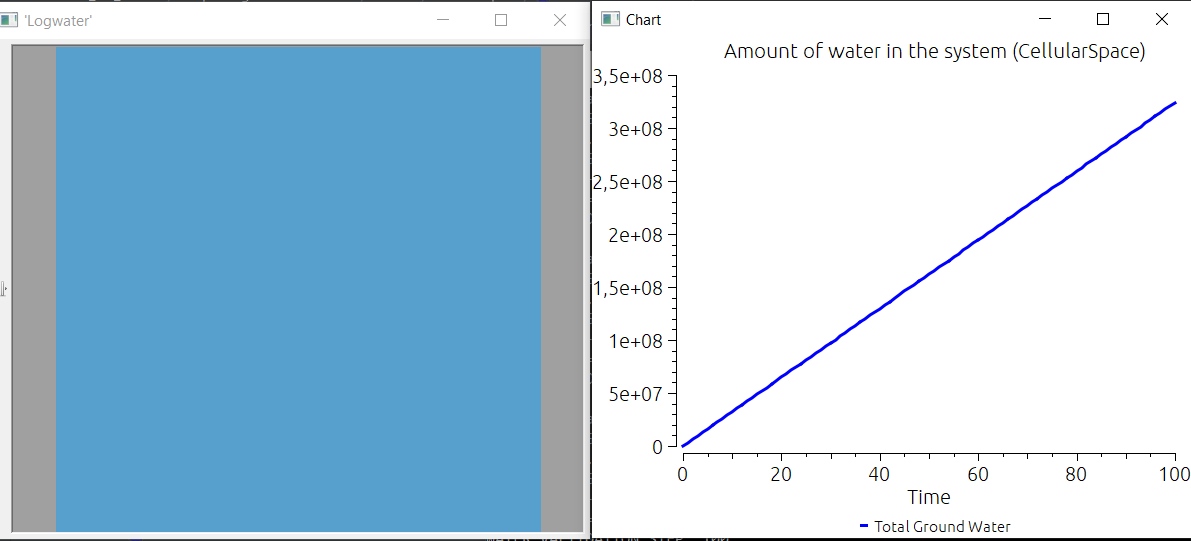 'Logwater'
Chart
Amount of water in the system (CellularSpace)
3,5e+08
3e+08
2,5e+08
2e+08
1,5e+08
1e+08
5e+07
0
0 20 40 60 80 100
Time
Total Ground Water